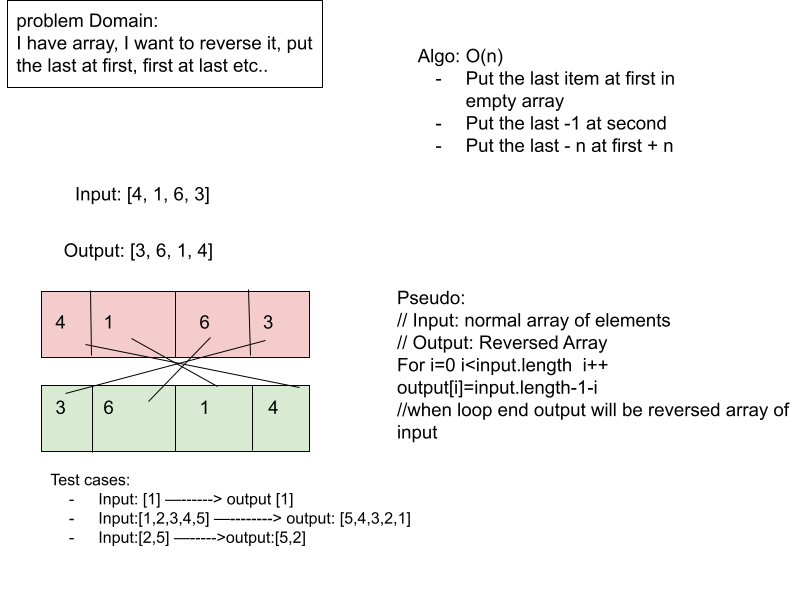 problem Domain:
I have array, I want to reverse it, put
the last at first, first at last etc..
Algo: O(n)
- Put the last item at first in
empty array
- Put the last -1 at second
- Put the last - n at first + n
Input: [4, 1, 6, 3]
Output: [3, 6, 1, 4]
4 1 6 3
3 6 1 4
Pseudo:
// Input: normal array of elements
// Output: Reversed Array
For i=0 i<input.length  i++
output[i]=input.length-1-i
//when loop end output will be reversed array of
input
Test cases:
- Input: [1] —------> output [1]
- Input:[1,2,3,4,5] —--------> output: [5,4,3,2,1]
- Input:[2,5] —----->output:[5,2]